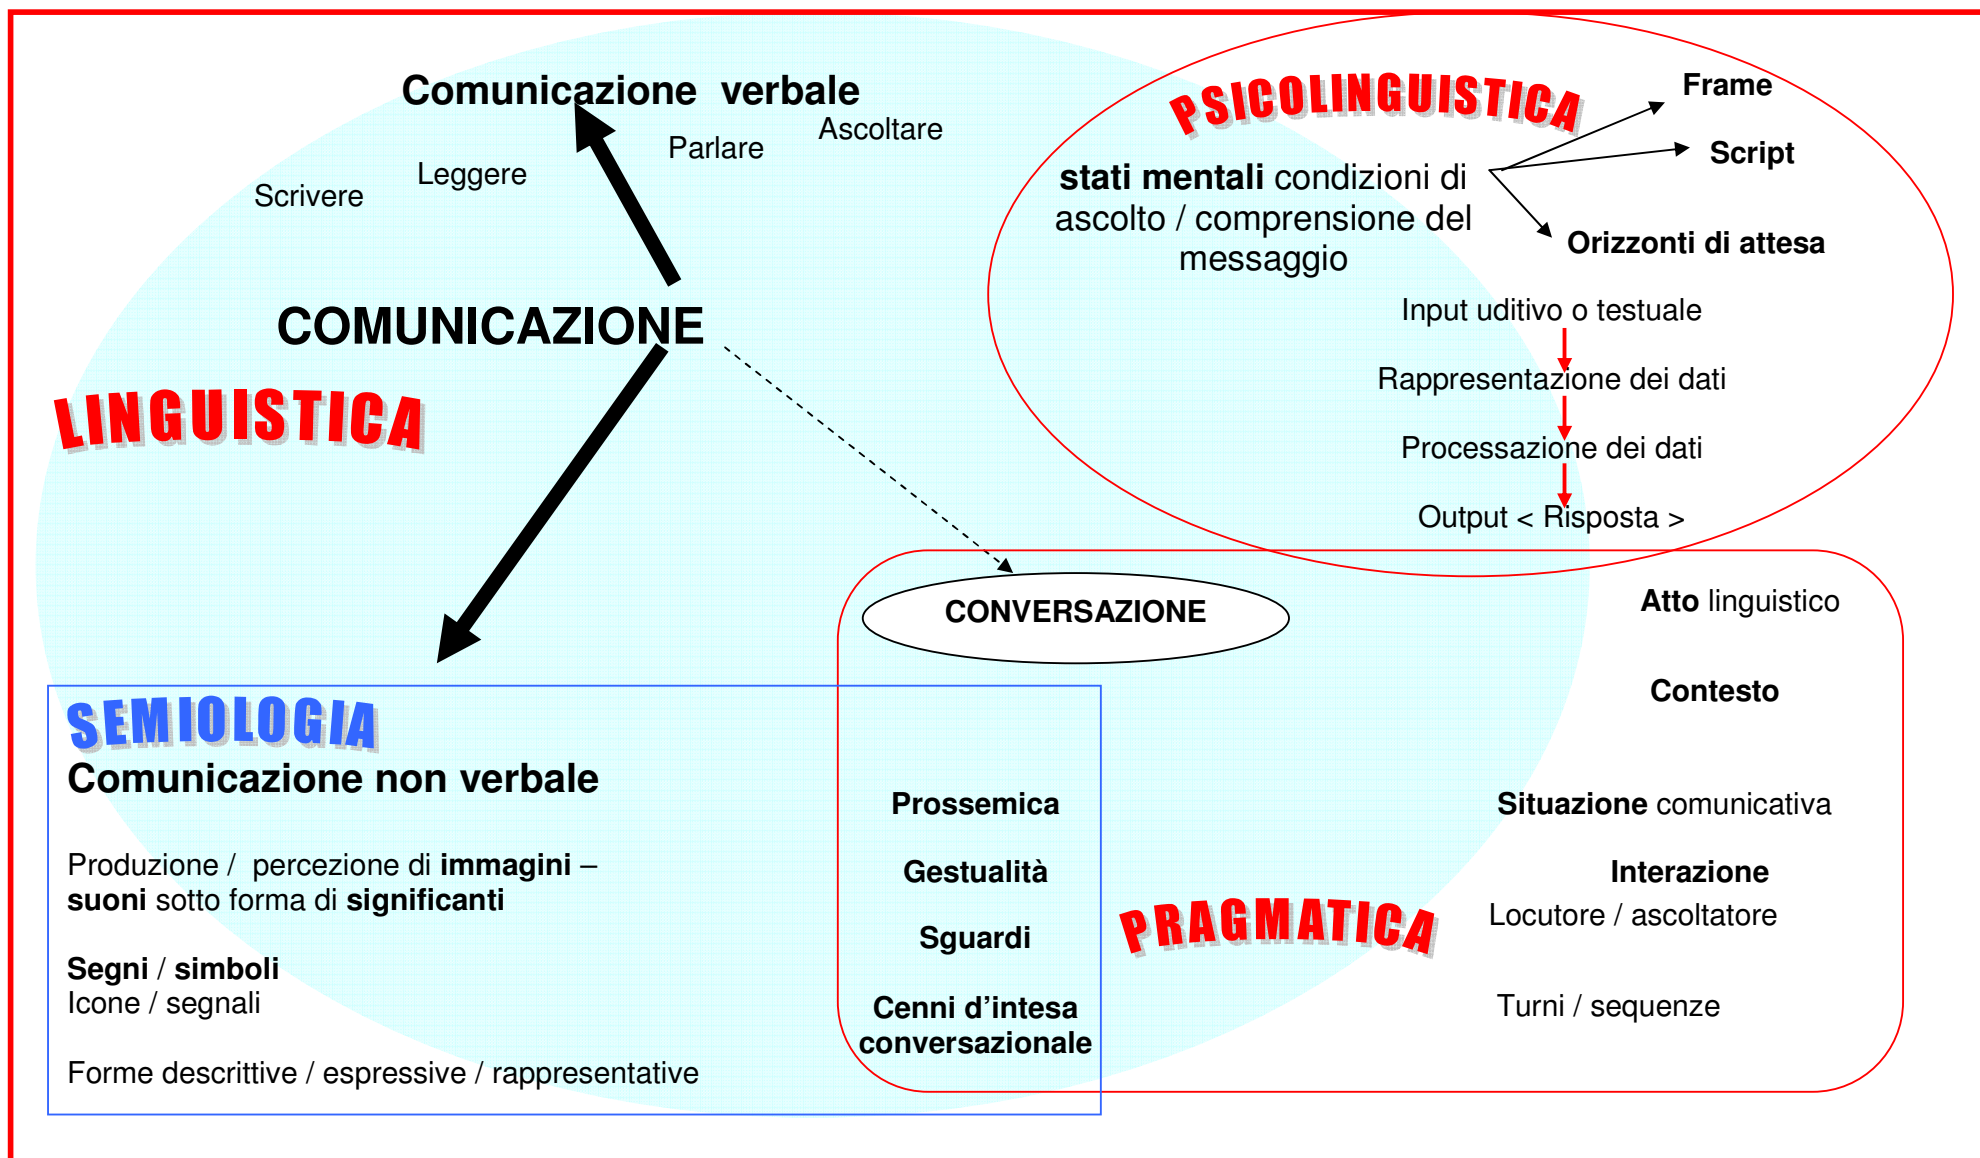 Comunicazione verbale
Scrivere
Leggere
Parlare
Ascoltare
COMUNICAZIONE
LINGUISTICA
PSICOLINGUISTICA
stati mentali condizioni di
ascolto / comprensione del
messaggio
Frame
Script
Orizzonti di attesa
Input uditivo o testuale
Rappresentazione dei dati
Processazione dei dati
Output < Risposta >
CONVERSAZIONE
SEMIOLOGIA
Comunicazione non verbale
Produzione / percezione di immagini –
suoni sotto forma di significanti
Segni / simboli
Icone / segnali
Forme descrittive / espressive / rappresentative
Prossemica
Gestualità
Sguardi
Cenni d’intesa
conversazionale
PRAGMATICA
Atto linguistico
Contesto
Situazione comunicativa
Interazione
Locutore / ascoltatore
Turni / sequenze